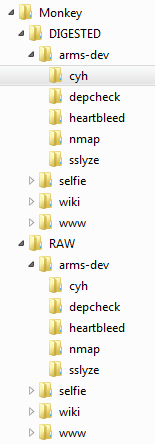 Monkey
DIGESTED
arms-dev
cyh
depcheck
heartbleed
nmap
sslyze
selfie
wiki
www
RAW
arms-dev
cyh
depcheck
heartbleed
nmap
sslyze
selfie
wiki
www